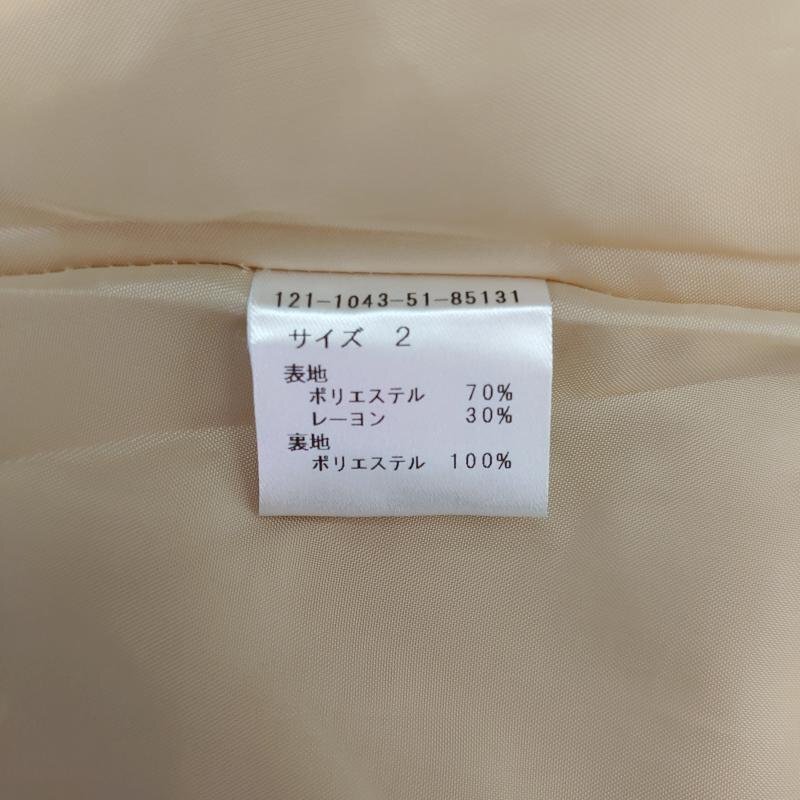 121-1043-51-85131
サイズ 2
表地
ポリエステル 70%
レーヨン 30%
裏地
ポリエステル 100%